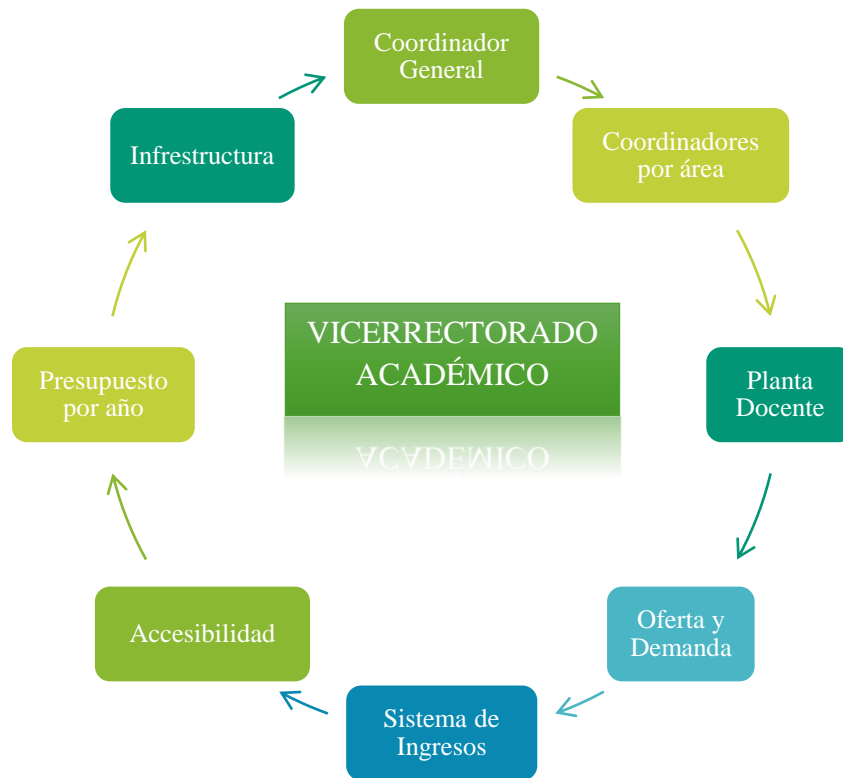 Coordinador
General
Coordinadores
por área
Planta
Docente
Oferta y
Demanda
Sistema de
Ingresos
Accesibilidad
Presupuesto
por año
Infrestructura
VICERRECTORADO
ACADÉMICO